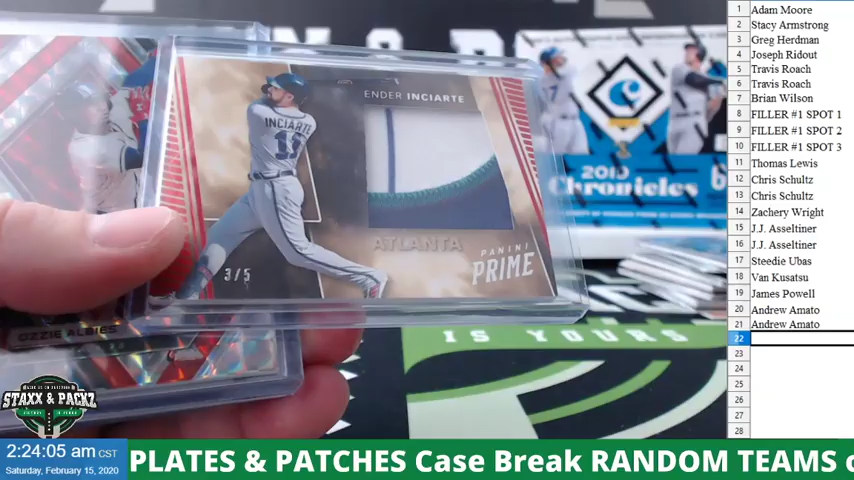 ENDER INCIARTE
INCIARTE
11
3/5
ATLANTA
PANINI
PRIME
OZZIE ALBIES
Chronicles
IS YOURS
STAXX & PACKZ
2:24:05 am CST
Saturday, February 15, 2020
PLATES & PATCHES Case Break RANDOM TEAMS
1 Adam Moore
2 Stacy Armstrong
3 Greg Herdman
4 Joseph Ridout
5 Travis Roach
6 Travis Roach
7 Brian Wilson
8 FILLER #1 SPOT 1
9 FILLER #1 SPOT 2
10 FILLER #1 SPOT 3
11 Thomas Lewis
12 Chris Schultz
13 Chris Schultz
14 Zachery Wright
15 J.J. Asseltiner
16 J.J. Asseltiner
17 Steedie Ubas
18 Van Kusatsu
19 James Powell
20 Andrew Amato
21 Andrew Amato
22
23
24
25
26
27
28